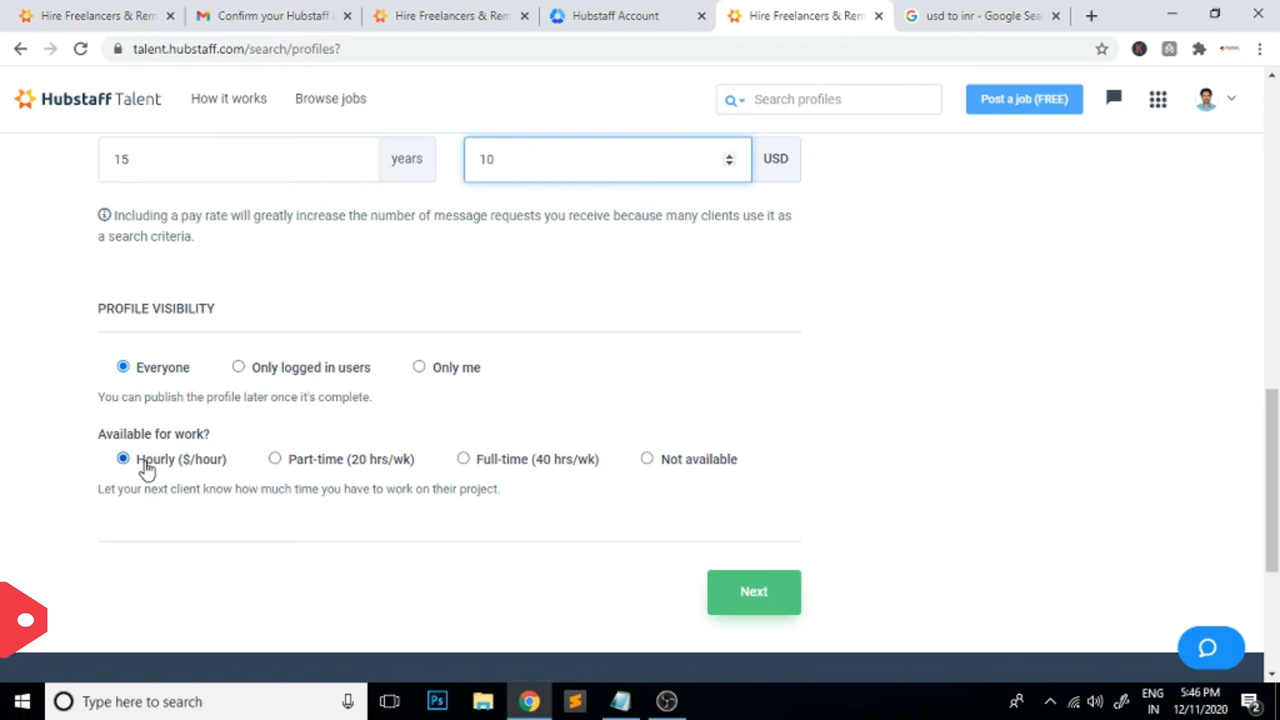 Hire Freelancers & Rem
Confirm your Hubstaff
Hire Freelancers & Rem
Hubstaff Account
Hire Freelancers & Rem
usd to inr - Google Sea
talent.hubstaff.com/search/profiles?
Hubstaff Talent
How it works
Browse jobs
Search profiles
Post a job (FREE)
15
years
10
USD
Including a pay rate will greatly increase the number of message requests you receive because many clients use it as
a search criteria.
PROFILE VISIBILITY
Everyone
Only logged in users
Only me
You can publish the profile later once it's complete.
Available for work?
Hourly ($/hour)
Part-time (20 hrs/wk)
Full-time (40 hrs/wk)
Not available
Let your next client know how much time you have to work on their project.
Next
Type here to search
Ps
ENG
IN
5:46 PM
12/11/2020
2